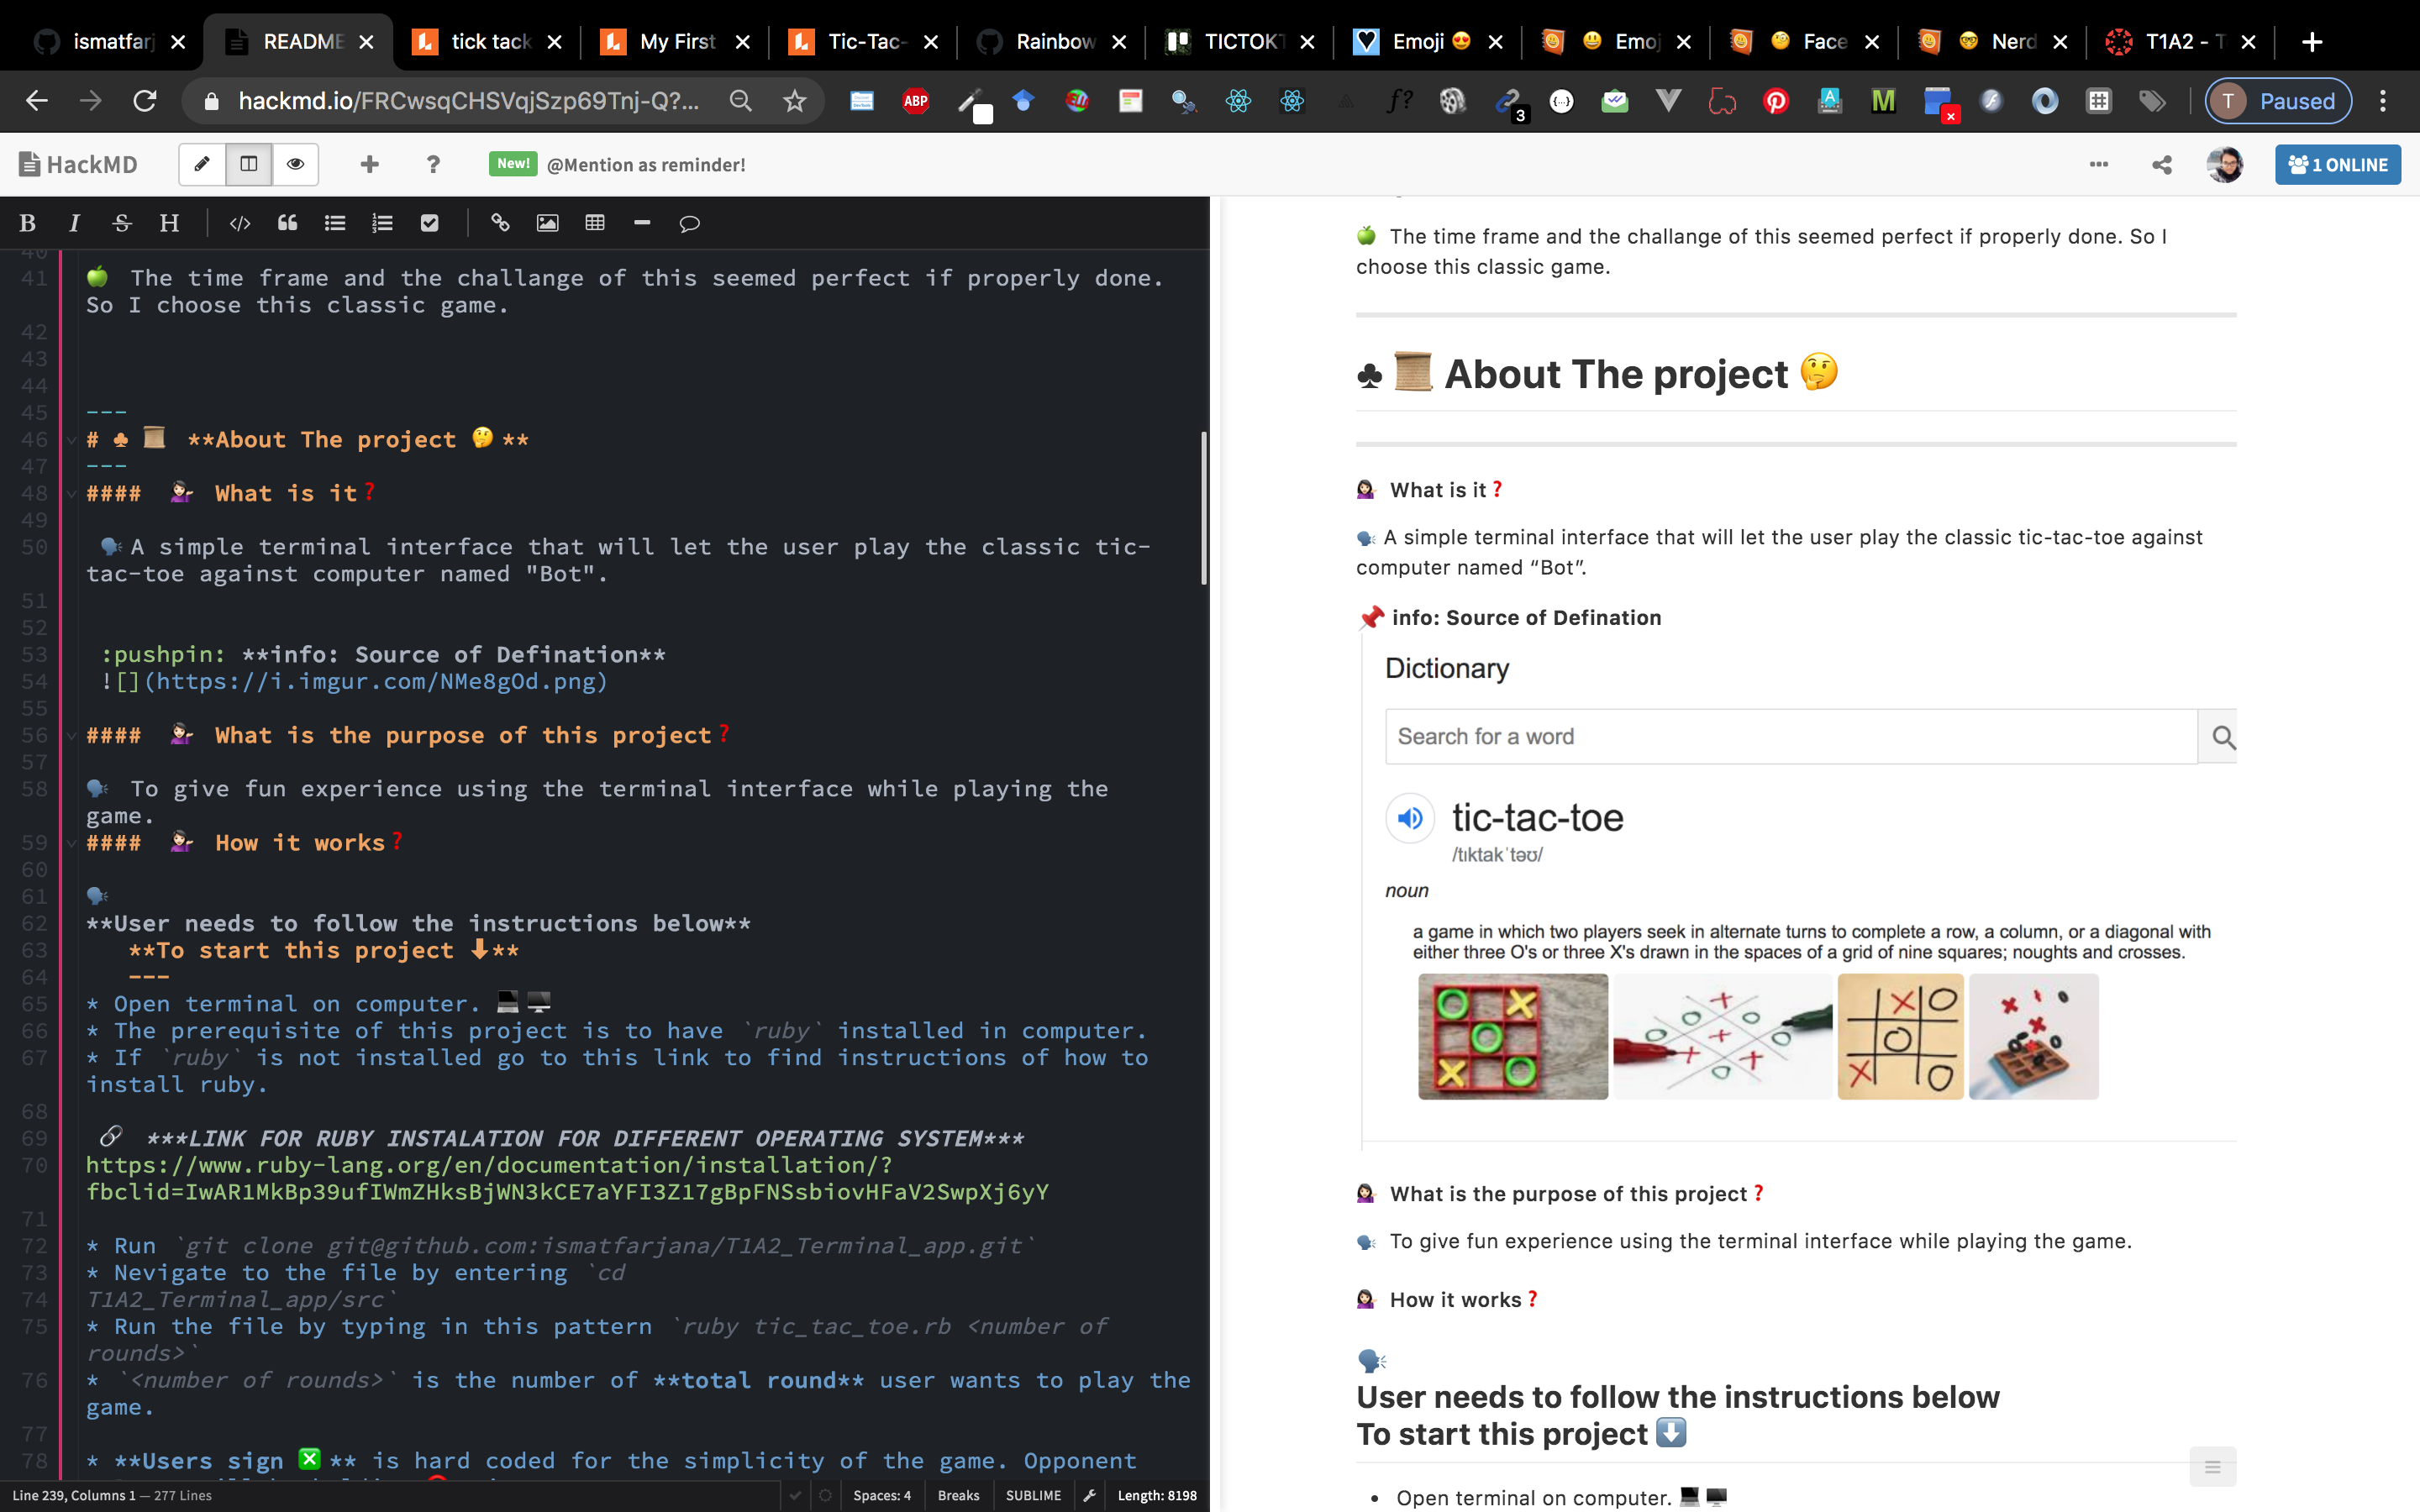 ismatfarj
README
tick tack
My First
Tic-Tac-
Rainbow
TICTOKT
Emoji 😍
😃 Emoj
🧐 Face
🤓 Nerd
T1A2 - T
hackmd.io/FRCwsqCHSVqjSzp69Tnj-Q?...
ABP
f?
3
M
T Paused
HackMD
New! @Mention as reminder!
1 ONLINE
B I S H
40
41 🍏 The time frame and the challange of this seemed perfect if properly done.
So I choose this classic game.
42
43
44
45 ---
46 # ♣ 📜 **About The project 🤔 **
47 ---
48 #### 💁🏻‍♀️ What is it❓
49
50 🗣A simple terminal interface that will let the user play the classic tic-
tac-toe against computer named "Bot".
51
52
53 :pushpin: **info: Source of Defination**
54 ![](https://i.imgur.com/NMe8gOd.png)
55
56 #### 💁🏻‍♀️ What is the purpose of this project❓
57
58 🗣 To give fun experience using the terminal interface while playing the
game.
59 #### 💁🏻‍♀️ How it works❓
60
61 🗣
62 **User needs to follow the instructions below**
63 **To start this project ⬇**
64 ---
65 * Open terminal on computer. 💻🖥
66 * The prerequisite of this project is to have `ruby` installed in computer.
67 * If `ruby` is not installed go to this link to find instructions of how to
install ruby.
68
69 🔗 ***LINK FOR RUBY INSTALATION FOR DIFFERENT OPERATING SYSTEM***
70 https://www.ruby-lang.org/en/documentation/installation/?
fbclid=IwAR1MkBp39ufIWmZHksBjWN3kCE7aYFI3Z17gBpFNSsbiovHFaV2SwpXj6yY
71
72 * Run `git clone git@github.com:ismatfarjana/T1A2_Terminal_app.git`
73 * Nevigate to the file by entering `cd
74 T1A2_Terminal_app/src`
75 * Run the file by typing in this pattern `ruby tic_tac_toe.rb <number of
rounds>`
76 * `<number of rounds>` is the number of **total round** user wants to play the
game.
77
78 * **Users sign ❎ ** is hard coded for the simplicity of the game. Opponent
Line 239, Columns 1 — 277 Lines
Spaces: 4
Breaks
SUBLIME
Length: 8198
🍏 The time frame and the challange of this seemed perfect if properly done. So I
choose this classic game.
♣ 📜 About The project 🤔
💁🏻‍♀️ What is it❓
🗣 A simple terminal interface that will let the user play the classic tic-tac-toe against
computer named “Bot”.
📌 info: Source of Defination
Dictionary
Search for a word
tic-tac-toe
/tɪktakˈtəʊ/
noun
a game in which two players seek in alternate turns to complete a row, a column, or a diagonal with
either three O's or three X's drawn in the spaces of a grid of nine squares; noughts and crosses.
💁🏻‍♀️ What is the purpose of this project❓
🗣 To give fun experience using the terminal interface while playing the game.
💁🏻‍♀️ How it works❓
🗣
User needs to follow the instructions below
To start this project ⬇️
• Open terminal on computer. 💻🖥